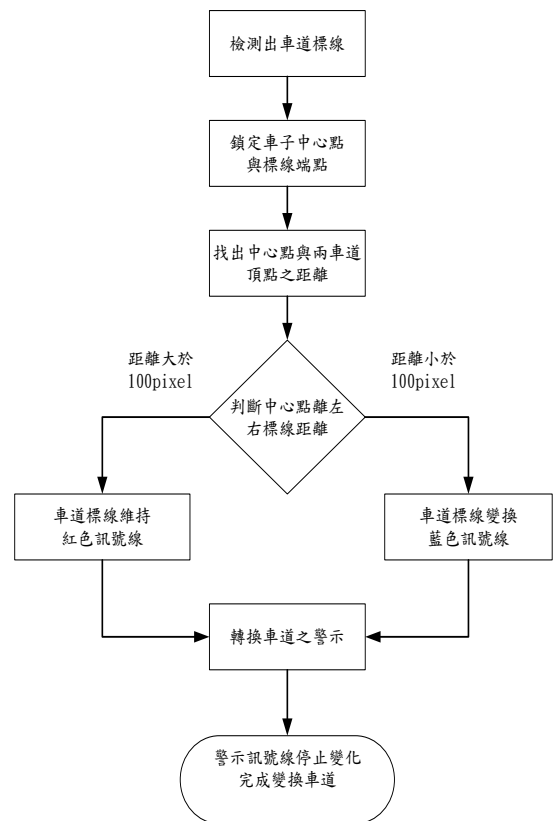 檢測出車道標線
鎖定車子中心點
與標線端點
找出中心點與兩車道
頂點之距離
距離大於
100pixel
距離小於
100pixel
判斷中心點離左
右標線距離
車道標線維持
紅色訊號線
車道標線變換
藍色訊號線
轉換車道之警示
警示訊號線停止變化
完成變換車道